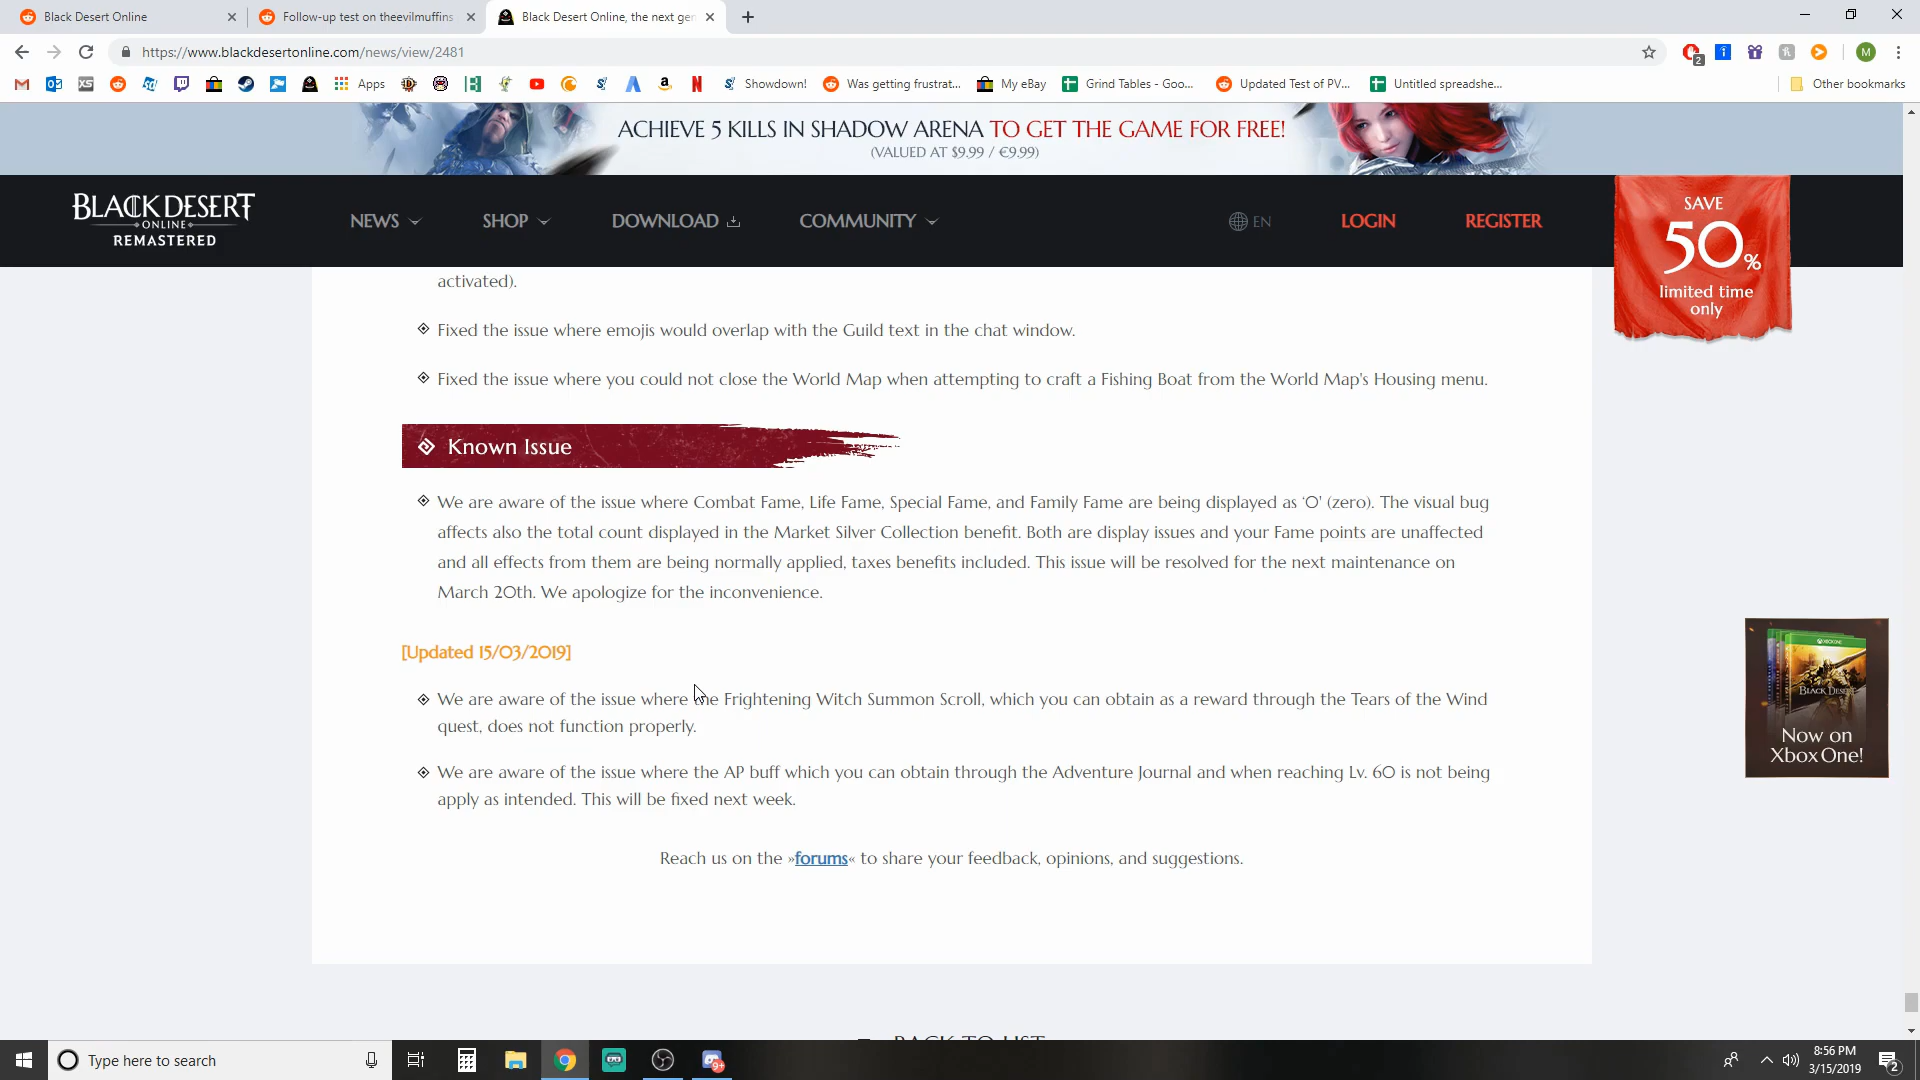 Black Desert Online
Follow-up test on theevilmuffins
Black Desert Online, the next gen
https://www.blackdesertonline.com/news/view/2481
2
M
Apps
Showdown!
Was getting frustrat...
My eBay
Grind Tables - Goo...
Updated Test of PV...
Untitled spreadshe...
Other bookmarks
ACHIEVE 5 KILLS IN SHADOW ARENA TO GET THE GAME FOR FREE!
(VALUED AT $9.99 / €9.99)
BLACK DESERT
ONLINE
REMASTERED
NEWS
SHOP
DOWNLOAD
COMMUNITY
EN
LOGIN
REGISTER
SAVE
50%
limited time
only
activated).
Fixed the issue where emojis would overlap with the Guild text in the chat window.
Fixed the issue where you could not close the World Map when attempting to craft a Fishing Boat from the World Map's Housing menu.
Known Issue
We are aware of the issue where Combat Fame, Life Fame, Special Fame, and Family Fame are being displayed as ‘0' (zero). The visual bug
affects also the total count displayed in the Market Silver Collection benefit. Both are display issues and your Fame points are unaffected
and all effects from them are being normally applied, taxes benefits included. This issue will be resolved for the next maintenance on
March 20th. We apologize for the inconvenience.
[Updated 15/03/2019]
We are aware of the issue where the Frightening Witch Summon Scroll, which you can obtain as a reward through the Tears of the Wind
quest, does not function properly.
We are aware of the issue where the AP buff which you can obtain through the Adventure Journal and when reaching Lv. 60 is not being
apply as intended. This will be fixed next week.
Reach us on the »forums« to share your feedback, opinions, and suggestions.
XBOX ONE
BLACK DESERT
Now on
Xbox One!
BACK TO LIST
Type here to search
9+
8:56 PM
3/15/2019
2